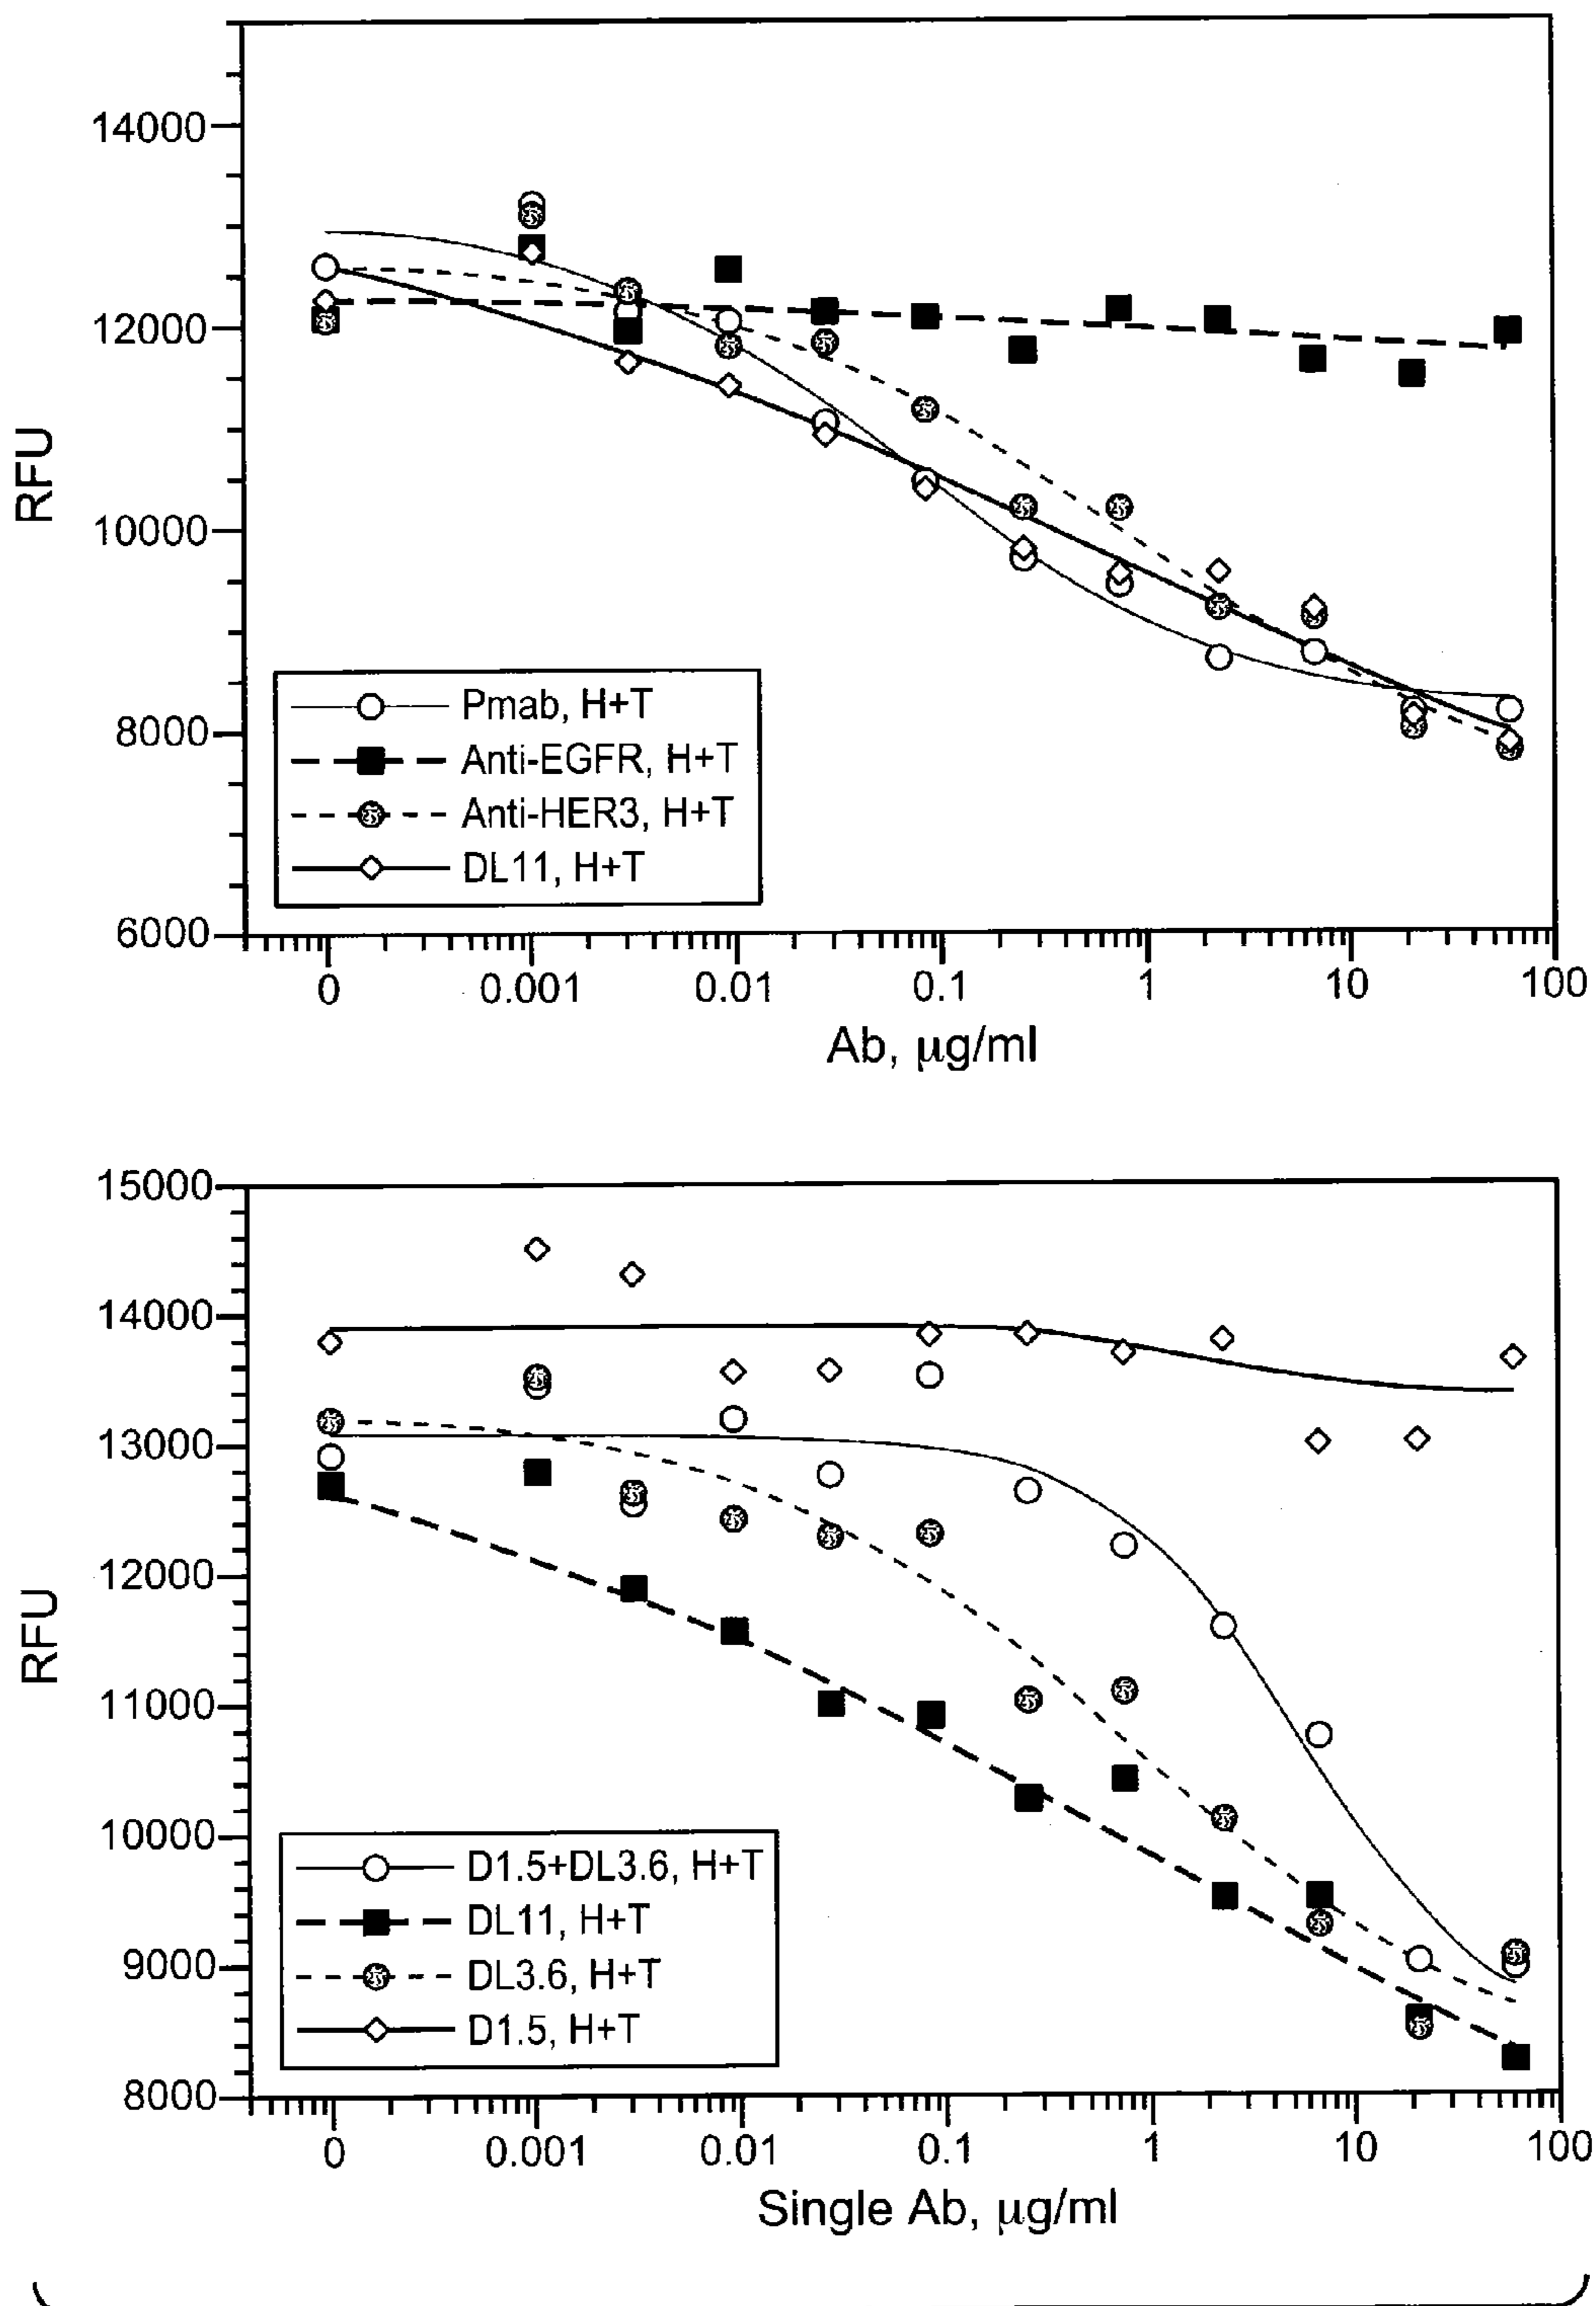 14000
12000
10000
8000
6000
RFU
Pmab, H+T
Anti-EGFR, H+T
Anti-HER3, H+T
DL11, H+T
0 0.001 0.01 0.1 1 10 100
Ab, μg/ml
15000
14000
13000
12000
11000
10000
9000
8000
RFU
D1.5+DL3.6, H+T
DL11, H+T
DL3.6, H+T
D1.5, H+T
0 0.001 0.01 0.1 1 10 100
Single Ab, μg/ml